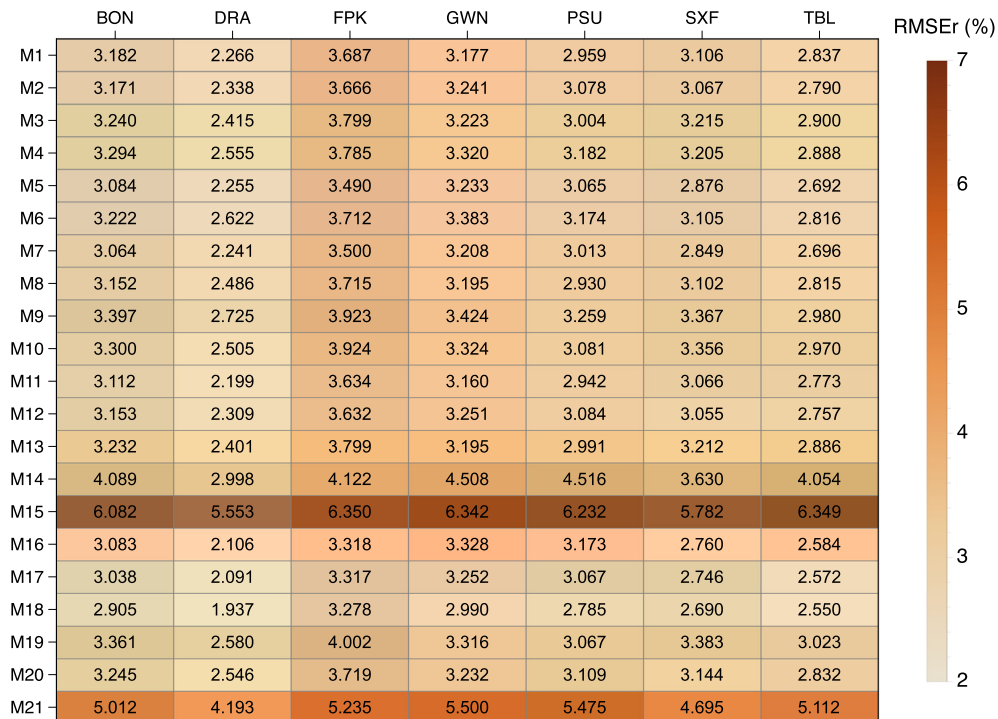 BON DRA FPK GWN PSU SXF TBL
RMSEr (%)
M1 3.182 2.266 3.687 3.177 2.959 3.106 2.837
M2 3.171 2.338 3.666 3.241 3.078 3.067 2.790
M3 3.240 2.415 3.799 3.223 3.004 3.215 2.900
M4 3.294 2.555 3.785 3.320 3.182 3.205 2.888
M5 3.084 2.255 3.490 3.233 3.065 2.876 2.692
M6 3.222 2.622 3.712 3.383 3.174 3.105 2.816
M7 3.064 2.241 3.500 3.208 3.013 2.849 2.696
M8 3.152 2.486 3.715 3.195 2.930 3.102 2.815
M9 3.397 2.725 3.923 3.424 3.259 3.367 2.980
M10 3.300 2.505 3.924 3.324 3.081 3.356 2.970
M11 3.112 2.199 3.634 3.160 2.942 3.066 2.773
M12 3.153 2.309 3.632 3.251 3.084 3.055 2.757
M13 3.232 2.401 3.799 3.195 2.991 3.212 2.886
M14 4.089 2.998 4.122 4.508 4.516 3.630 4.054
M15 6.082 5.553 6.350 6.342 6.232 5.782 6.349
M16 3.083 2.106 3.318 3.328 3.173 2.760 2.584
M17 3.038 2.091 3.317 3.252 3.067 2.746 2.572
M18 2.905 1.937 3.278 2.990 2.785 2.690 2.550
M19 3.361 2.580 4.002 3.316 3.067 3.383 3.023
M20 3.245 2.546 3.719 3.232 3.109 3.144 2.832
M21 5.012 4.193 5.235 5.500 5.475 4.695 5.112
7
6
5
4
3
2